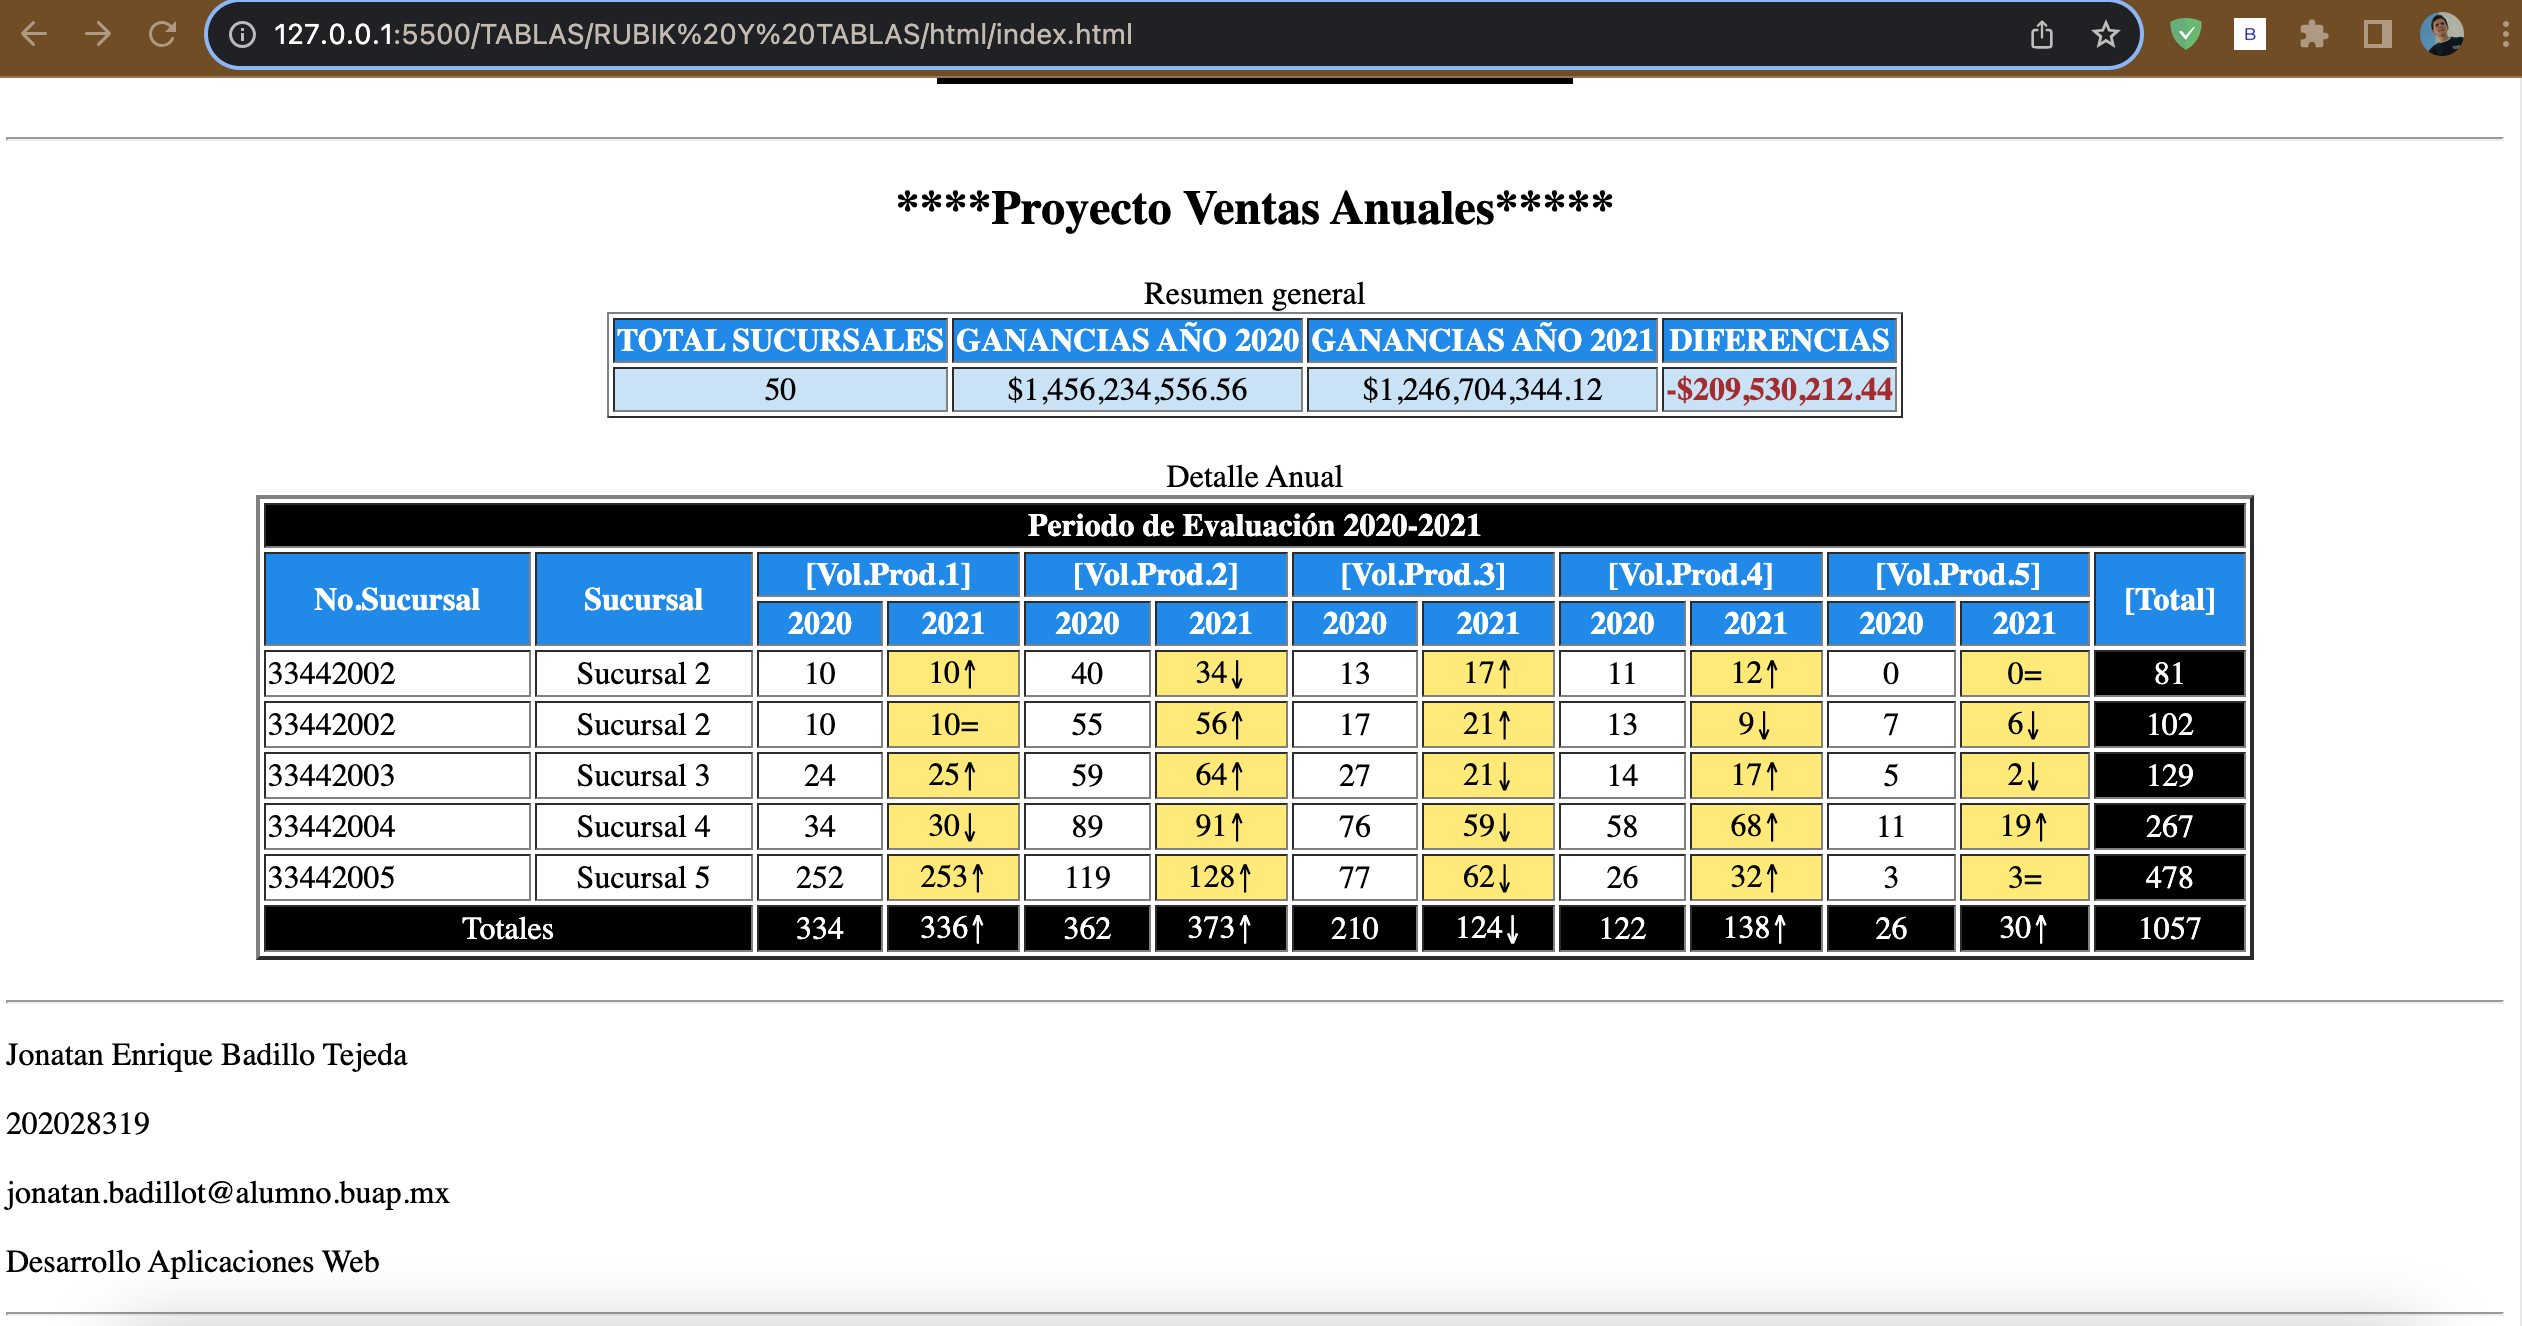 127.0.0.1:5500/TABLAS/RUBIK%20Y%20TABLAS/html/index.html
B
****Proyecto Ventas Anuales*****
Resumen general
TOTAL SUCURSALES GANANCIAS AÑO 2020 GANANCIAS AÑO 2021 DIFERENCIAS
50 $1,456,234,556.56 $1,246,704,344.12 -$209,530,212.44
Detalle Anual
Periodo de Evaluación 2020-2021
No.Sucursal Sucursal [Vol.Prod.1] [Vol.Prod.2] [Vol.Prod.3] [Vol.Prod.4] [Vol.Prod.5] [Total]
2020 2021 2020 2021 2020 2021 2020 2021 2020 2021
33442002 Sucursal 2 10 10↑ 40 34↓ 13 17↑ 11 12↑ 0 0= 81
33442002 Sucursal 2 10 10= 55 56↑ 17 21↑ 13 9↓ 7 6↓ 102
33442003 Sucursal 3 24 25↑ 59 64↑ 27 21↓ 14 17↑ 5 2↓ 129
33442004 Sucursal 4 34 30↓ 89 91↑ 76 59↓ 58 68↑ 11 19↑ 267
33442005 Sucursal 5 252 253↑ 119 128↑ 77 62↓ 26 32↑ 3 3= 478
Totales 334 336↑ 362 373↑ 210 124↓ 122 138↑ 26 30↑ 1057
Jonatan Enrique Badillo Tejeda
202028319
jonatan.badillot@alumno.buap.mx
Desarrollo Aplicaciones Web